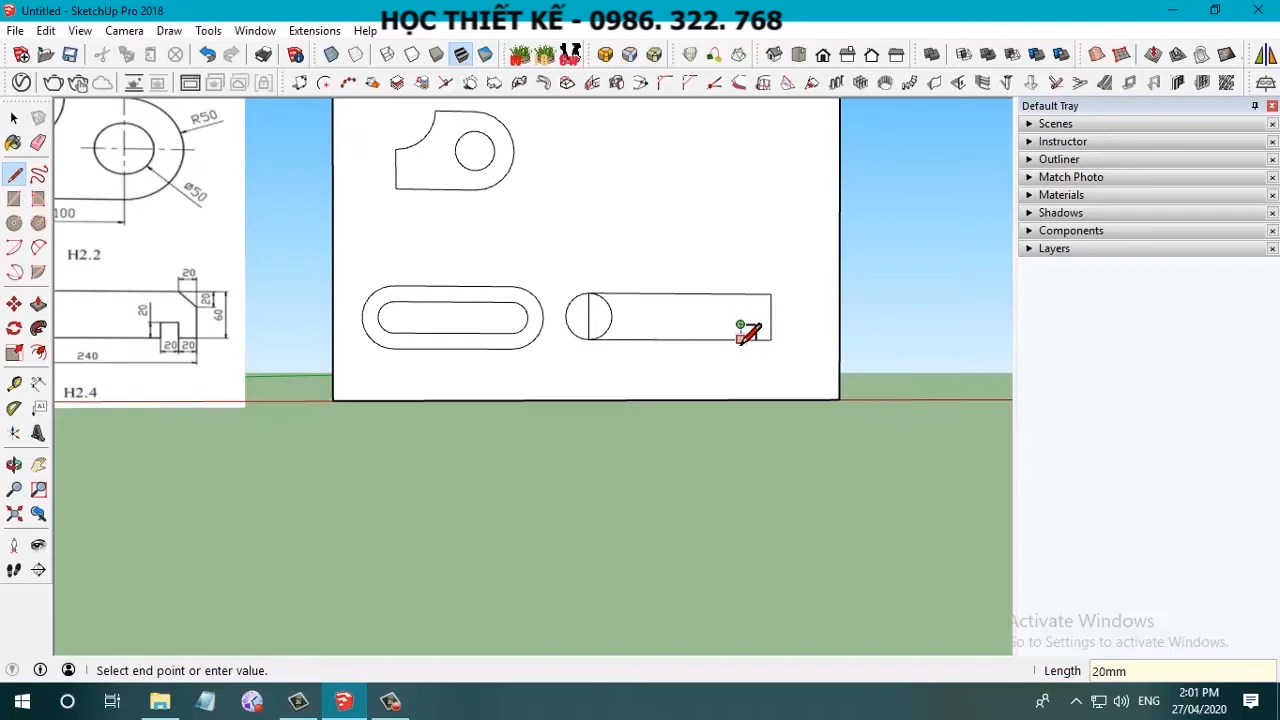 Untitled - SketchUp Pro 2018
HỌC THIẾT KẾ - 0986. 322. 768
File Edit View Camera Draw Tools Window Extensions Help
Default Tray
Scenes
Instructor
Outliner
Match Photo
Materials
Shadows
Components
Layers
R50
ø50
100
H2.2
20
20
20
60
20 20
240
H2.4
Activate Windows
Go to Settings to activate Windows.
Select end point or enter value.
Length 20mm
ENG
2:01 PM
27/04/2020